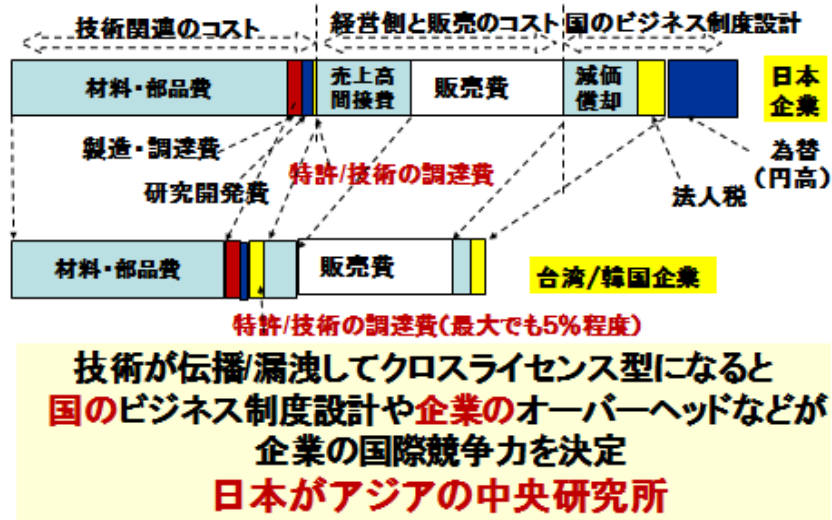 技術関連のコスト
経営側と販売のコスト
国のビジネス制度設計
材料・部品費
売上高
間接費
販売費
減価
償却
日本
企業
製造・調達費
特許/技術の調達費
為替
(円高)
研究開発費
法人税
材料・部品費
販売費
台湾/韓国企業
特許/技術の調達費(最大でも5%程度)
技術が伝播/漏洩してクロスライセンス型になると
国のビジネス制度設計や企業のオーバーヘッドなどが
企業の国際競争力を決定
日本がアジアの中央研究所